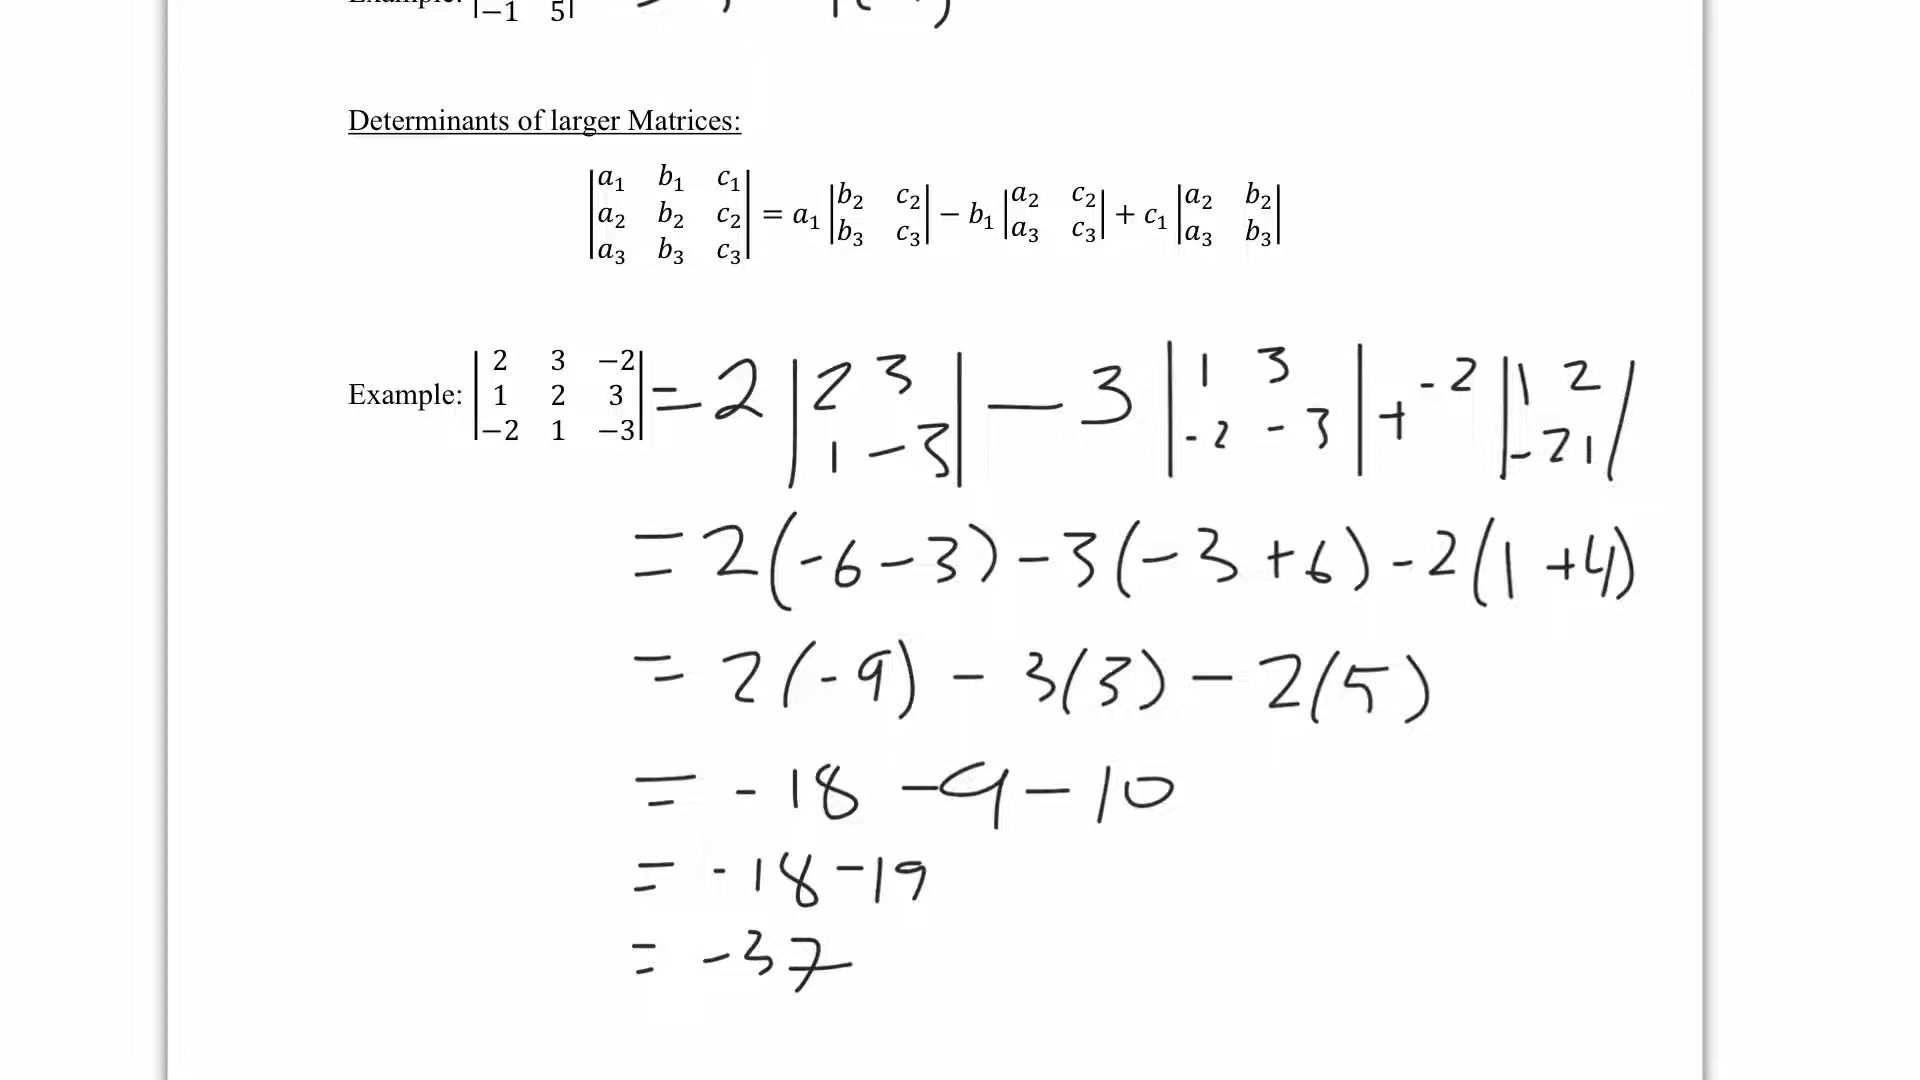 |−1 5| =
Determinants of larger Matrices:
|a₁ b₁ c₁|
|a₂ b₂ c₂| = a₁ |b₂ c₂| − b₁ |a₂ c₂| + c₁ |a₂ b₂|
|a₃ b₃ c₃| |b₃ c₃| |a₃ c₃| |a₃ b₃|
|2 3 −2| = 2 |2 3| − 3 |1 3| + -2 |1 2|
Example: |1 2 3|
|−2 1 −3| |1 -3| |-2 -3| |-2 1|
= 2(-6-3)-3(-3+6)-2(1+4)
= 2(-9) - 3(3) - 2(5)
= -18 -9-10
= -18-19
= -37